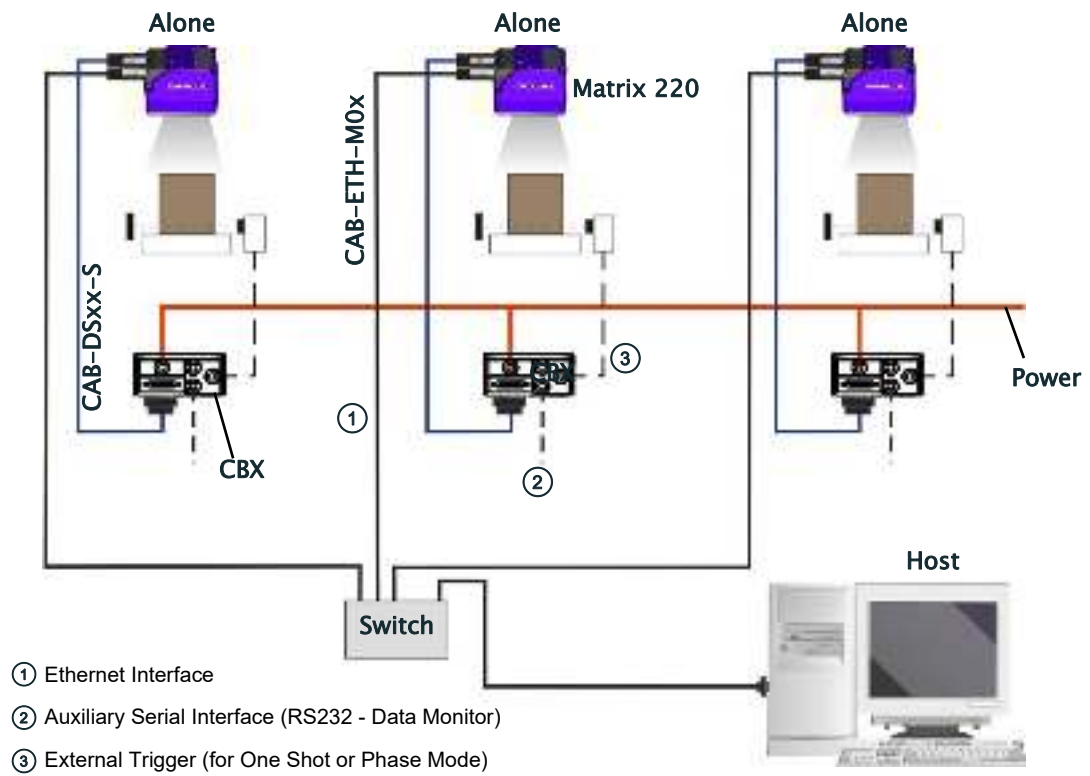 Alone
Alone
Alone
Matrix 220
CAB-ETH-M0x
CAB-DSxx-S
CBX
3
Power
1
CBX
2
Host
Switch
1 Ethernet Interface
2 Auxiliary Serial Interface (RS232 - Data Monitor)
3 External Trigger (for One Shot or Phase Mode)